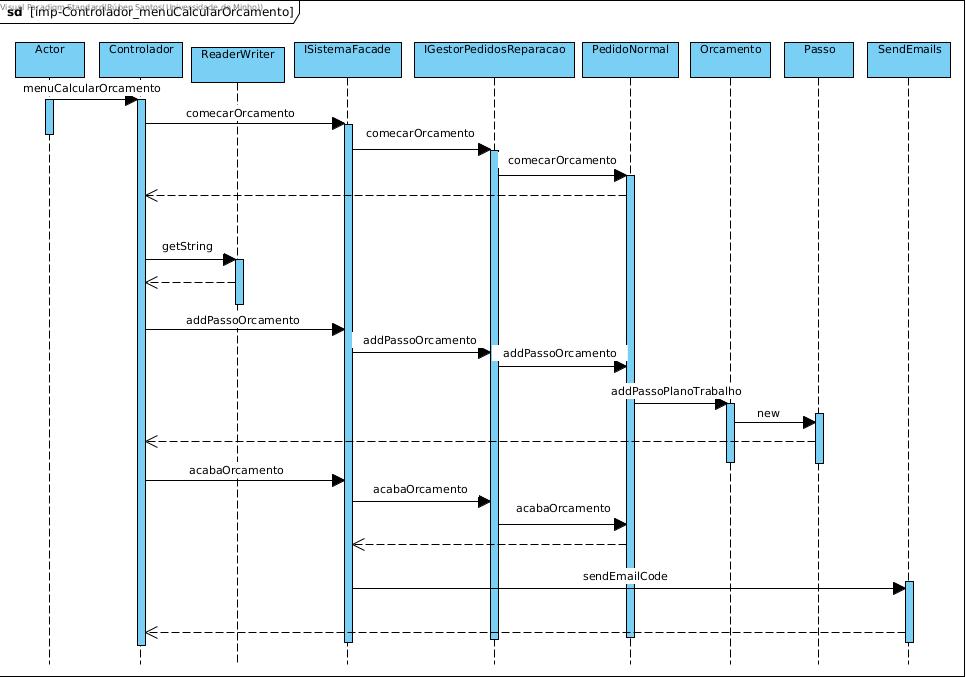 Visual Paradigm Standard(Rúben Santos(Universidade do Minho))
sd [imp-Controlador_menuCalcularOrcamento]
Actor
Controlador
ReaderWriter
ISistemaFacade
IGestorPedidosReparacao
PedidoNormal
Orcamento
Passo
SendEmails
menuCalcularOrcamento
comecarOrcamento
comecarOrcamento
comecarOrcamento
getString
addPassoOrcamento
addPassoOrcamento
addPassoOrcamento
addPassoPlanoTrabalho
new
acabaOrcamento
acabaOrcamento
acabaOrcamento
sendEmailCode